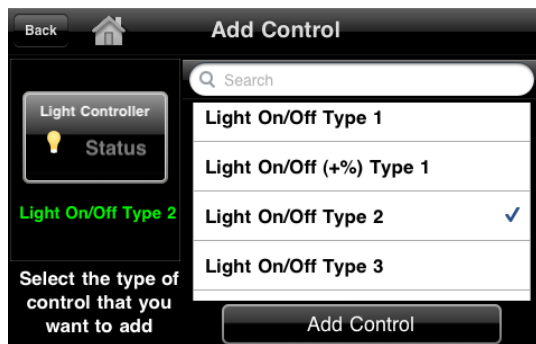 Back
Add Control
Search
Light Controller
Status
Light On/Off Type 2
Select the type of
control that you
want to add
Light On/Off Type 1
Light On/Off (+%) Type 1
Light On/Off Type 2
Light On/Off Type 3
Add Control